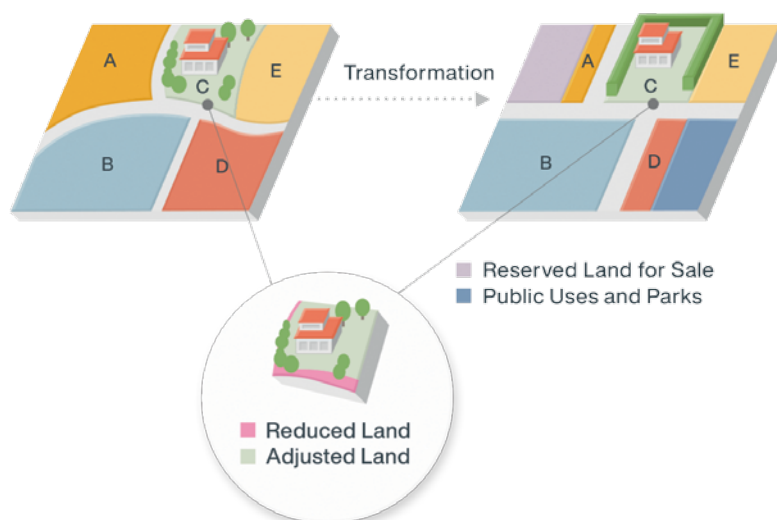 A
C
E
B
D
Transformation
A
C
E
B
D
Reserved Land for Sale
Public Uses and Parks
Reduced Land
Adjusted Land